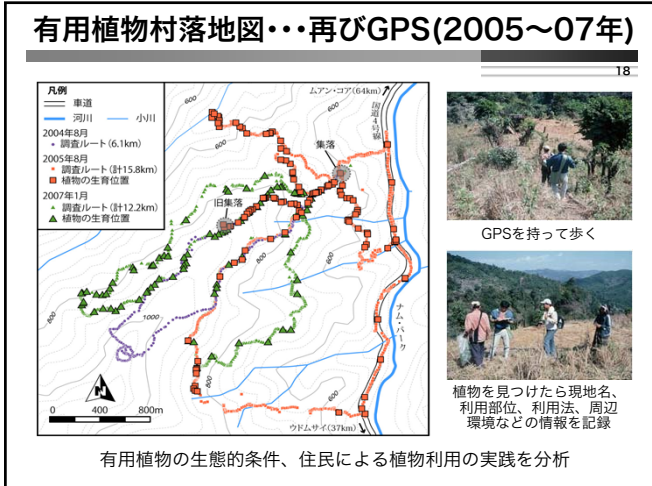 有用植物村落地図･･･再びGPS(2005〜07年)
18
凡例
車道
河川 小川
2004年8月
調査ルート(6.1km)
2005年8月
調査ルート(計15.8km)
植物の生育位置
2007年1月
調査ルート(計12.2km)
植物の生育位置
ムアン・コア(64km)
国道4号線
集落
旧集落
600
600
600
600
800
600
800
1000
800
600
ナム・パーク
N
0 400 800m
ウドムサイ(37km)
GPSを持って歩く
植物を見つけたら現地名、
利用部位、利用法、周辺
環境などの情報を記録
有用植物の生態的条件、住民による植物利用の実践を分析